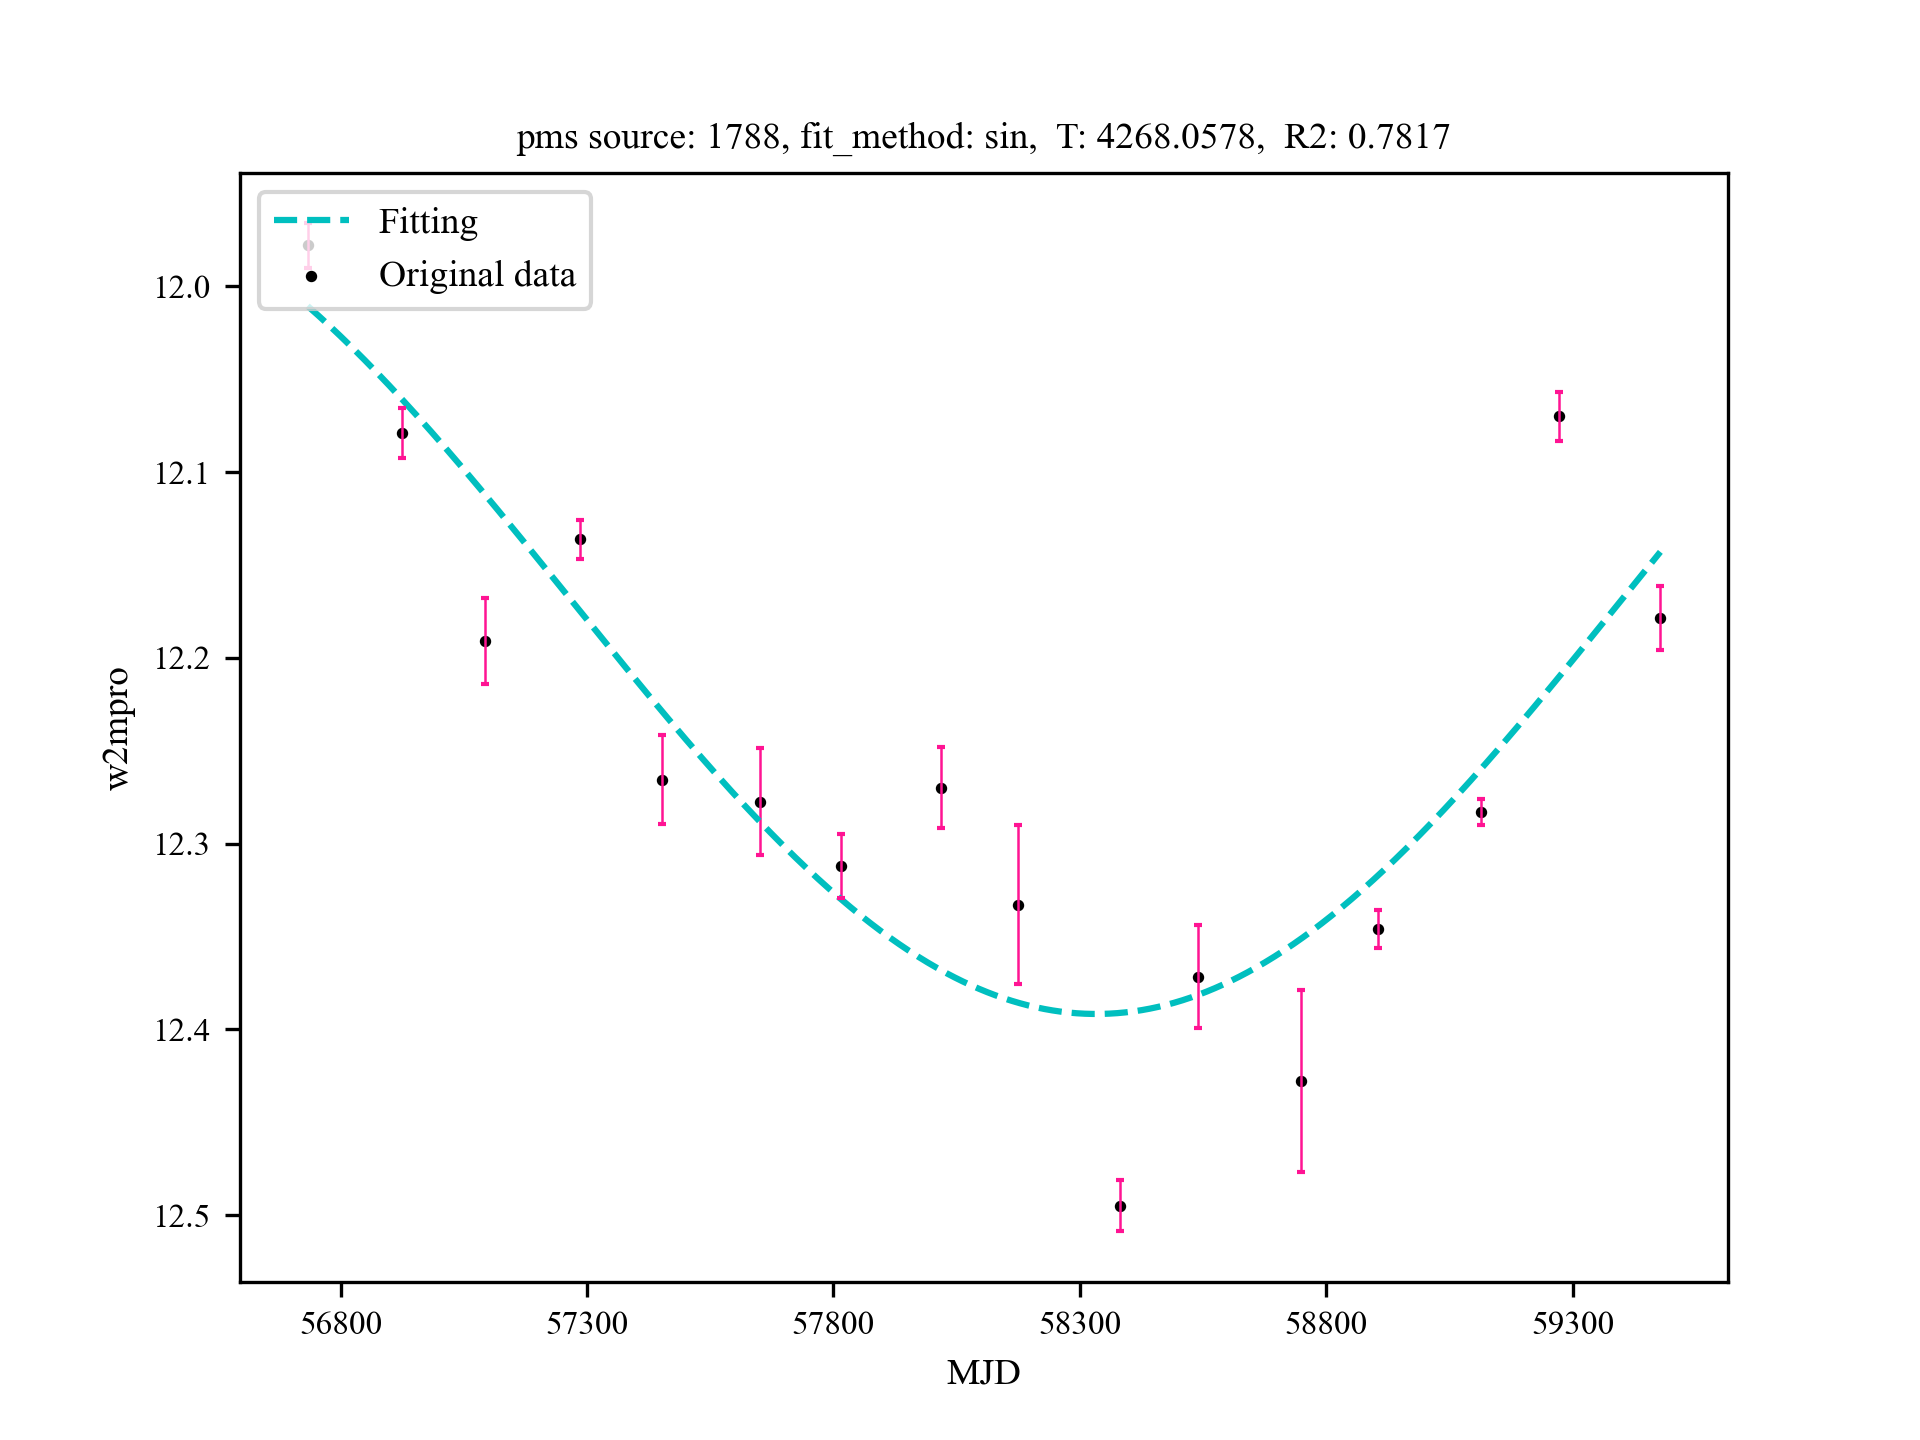 pms source: 1788, fit_method: sin,  T: 4268.0578,  R2: 0.7817
Fitting
Original data
12.0
12.1
12.2
12.3
12.4
12.5
w2mpro
56800 57300 57800 58300 58800 59300
MJD